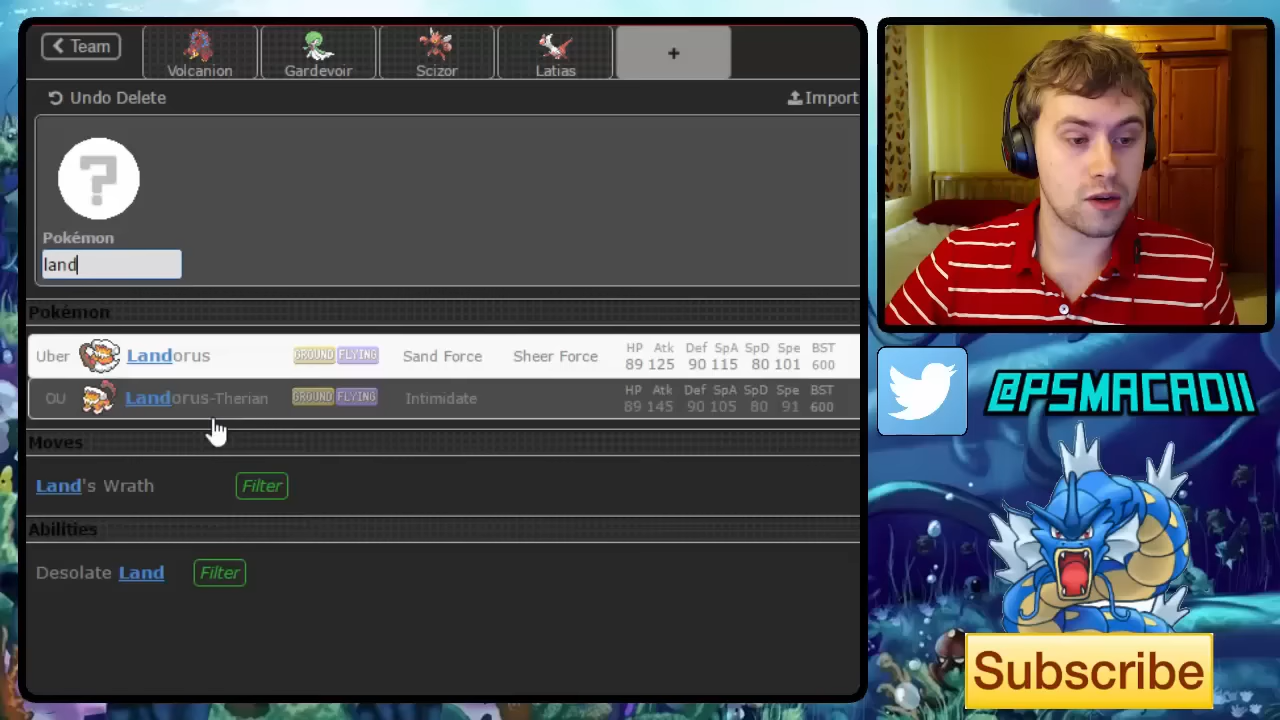 Team
Volcanion
Gardevoir
Scizor
Latias
+
Undo Delete
Import
?
Pokémon
land
Pokémon
Uber Landorus GROUND FLYING Sand Force Sheer Force HP 89 Atk 125 Def 90 SpA 115 SpD 80 Spe 101 BST 600
OU Landorus-Therian GROUND FLYING Intimidate HP 89 Atk 145 Def 90 SpA 105 SpD 80 Spe 91 BST 600
Moves
Land's Wrath Filter
Abilities
Desolate Land Filter
@PSMACADII
Subscribe